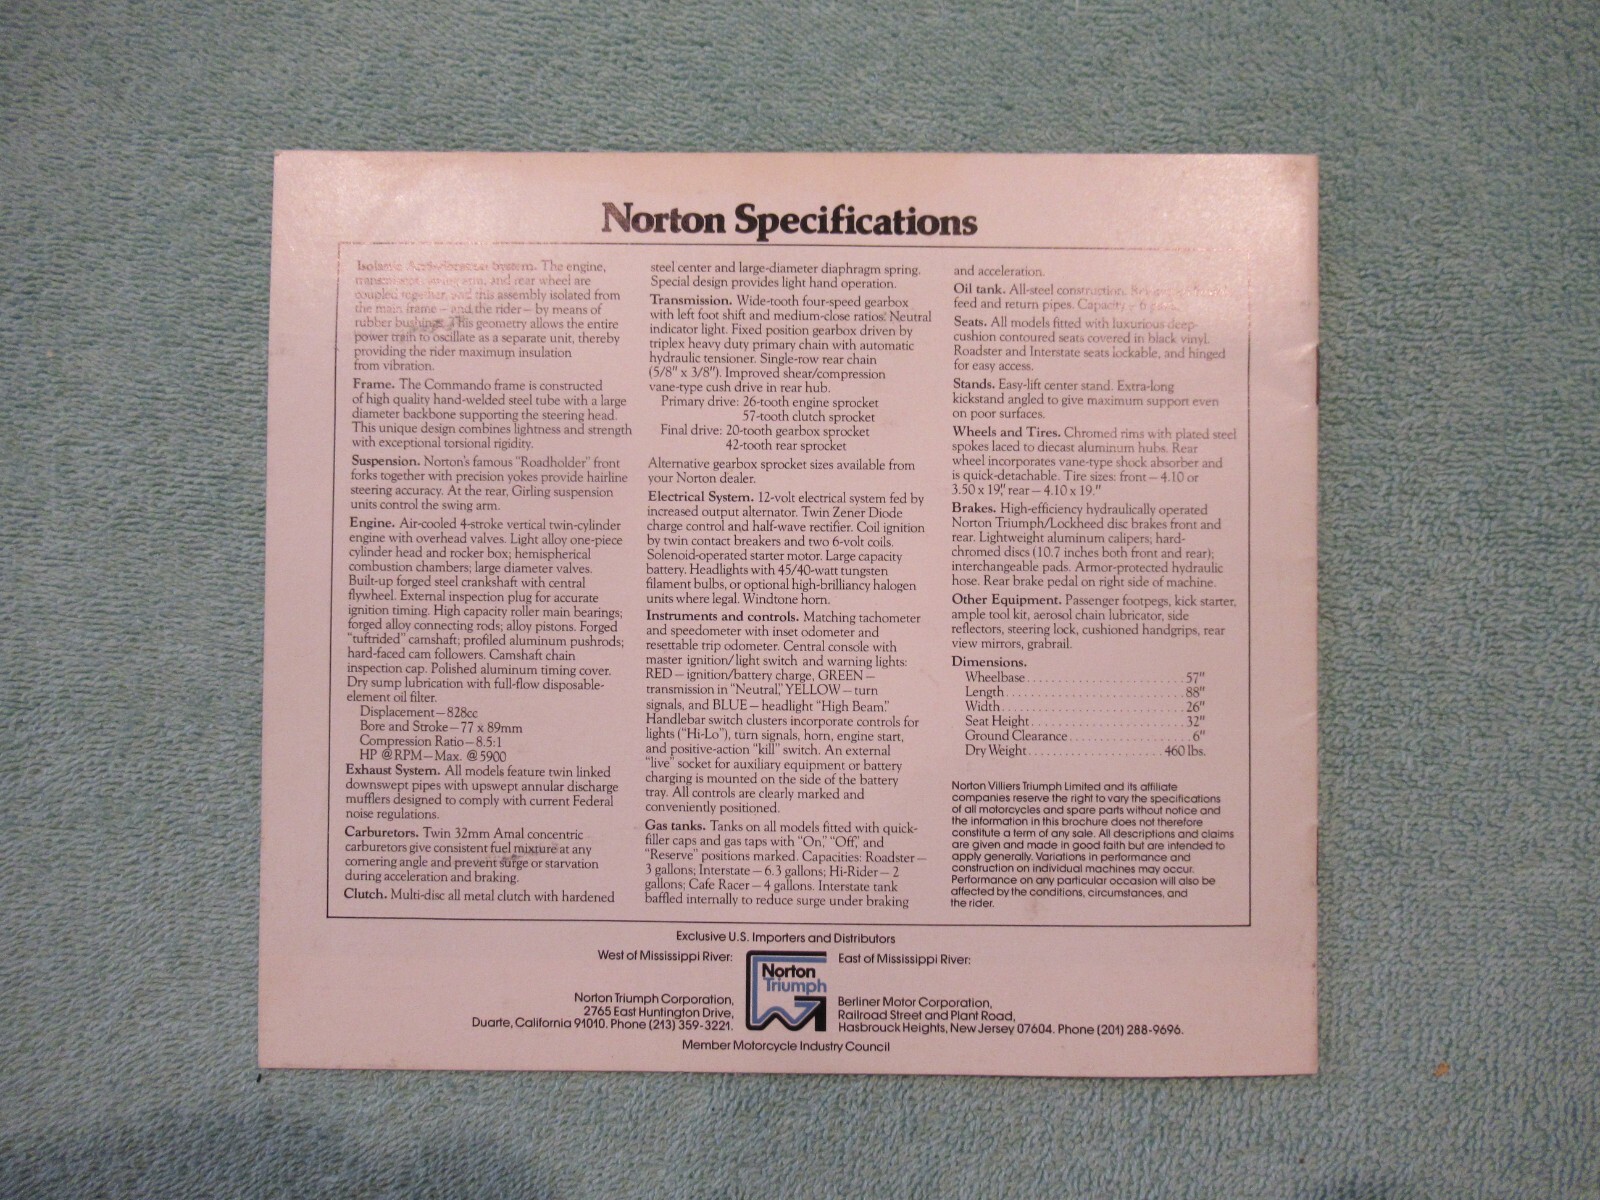 Norton Specifications
System. The engine,
and rear wheel are
coupled together, and this assembly isolated from
the main frame — and the rider — by means of
rubber bushings. This geometry allows the entire
power train to oscillate as a separate unit, thereby
providing the rider maximum insulation
from vibration.
Frame. The Commando frame is constructed
of high quality hand-welded steel tube with a large
diameter backbone supporting the steering head.
This unique design combines lightness and strength
with exceptional torsional rigidity.
Suspension. Norton's famous "Roadholder" front
forks together with precision yokes provide hairline
steering accuracy. At the rear, Girling suspension
units control the swing arm.
Engine. Air-cooled 4-stroke vertical twin-cylinder
engine with overhead valves. Light alloy one-piece
cylinder head and rocker box; hemispherical
combustion chambers; large diameter valves.
Built-up forged steel crankshaft with central
flywheel. External inspection plug for accurate
ignition timing. High capacity roller main bearings;
forged alloy connecting rods; alloy pistons. Forged
"tuftrided" camshaft; profiled aluminum pushrods;
hard-faced cam followers. Camshaft chain
inspection cap. Polished aluminum timing cover.
Dry sump lubrication with full-flow disposable-
element oil filter.
Displacement—828cc
Bore and Stroke—77 x 89mm
Compression Ratio—8.5:1
HP @ RPM—Max. @ 5900
Exhaust System. All models feature twin linked
downswept pipes with upswept annular discharge
mufflers designed to comply with current Federal
noise regulations.
Carburetors. Twin 32mm Amal concentric
carburetors give consistent fuel mixture at any
cornering angle and prevent surge or starvation
during acceleration and braking.
Clutch. Multi-disc all metal clutch with hardened
steel center and large-diameter diaphragm spring.
Special design provides light hand operation.
Transmission. Wide-tooth four-speed gearbox
with left foot shift and medium-close ratios. Neutral
indicator light. Fixed position gearbox driven by
triplex heavy duty primary chain with automatic
hydraulic tensioner. Single-row rear chain
(5/8" x 3/8"). Improved shear/compression
vane-type cush drive in rear hub.
Primary drive: 26-tooth engine sprocket
57-tooth clutch sprocket
Final drive: 20-tooth gearbox sprocket
42-tooth rear sprocket
Alternative gearbox sprocket sizes available from
your Norton dealer.
Electrical System. 12-volt electrical system fed by
increased output alternator. Twin Zener Diode
charge control and half-wave rectifier. Coil ignition
by twin contact breakers and two 6-volt coils.
Solenoid-operated starter motor. Large capacity
battery. Headlights with 45/40-watt tungsten
filament bulbs, or optional high-brilliancy halogen
units where legal. Windtone horn.
Instruments and controls. Matching tachometer
and speedometer with inset odometer and
resettable trip odometer. Central console with
master ignition/light switch and warning lights:
RED — ignition/battery charge, GREEN —
transmission in "Neutral," YELLOW — turn
signals, and BLUE — headlight "High Beam."
Handlebar switch clusters incorporate controls for
lights ("Hi-Lo"), turn signals, horn, engine start,
and positive-action "kill" switch. An external
"live" socket for auxiliary equipment or battery
charging is mounted on the side of the battery
tray. All controls are clearly marked and
conveniently positioned.
Gas tanks. Tanks on all models fitted with quick-
filler caps and gas taps with "On," "Off," and
"Reserve" positions marked. Capacities: Roadster —
3 gallons; Interstate — 6.3 gallons; Hi-Rider — 2
gallons; Cafe Racer — 4 gallons. Interstate tank
baffled internally to reduce surge under braking
and acceleration.
Oil tank. All-steel construction.
feed and return pipes. Capacity — 6
Seats. All models fitted with luxurious deep-
cushion contoured seats covered in black vinyl.
Roadster and Interstate seats lockable, and hinged
for easy access.
Stands. Easy-lift center stand. Extra-long
kickstand angled to give maximum support even
on poor surfaces.
Wheels and Tires. Chromed rims with plated steel
spokes laced to diecast aluminum hubs. Rear
wheel incorporates vane-type shock absorber and
is quick-detachable. Tire sizes: front — 4.10 or
3.50 x 19," rear — 4.10 x 19."
Brakes. High-efficiency hydraulically operated
Norton Triumph/Lockheed disc brakes front and
rear. Lightweight aluminum calipers; hard-
chromed discs (10.7 inches both front and rear);
interchangeable pads. Armor-protected hydraulic
hose. Rear brake pedal on right side of machine.
Other Equipment. Passenger footpegs, kick starter,
ample tool kit, aerosol chain lubricator, side
reflectors, steering lock, cushioned handgrips, rear
view mirrors, grabrail.
Dimensions.
Wheelbase........................57"
Length...........................88"
Width............................26"
Seat Height......................32"
Ground Clearance.................6"
Dry Weight.....................460 lbs.
Norton Villiers Triumph Limited and its affiliate
companies reserve the right to vary the specifications
of all motorcycles and spare parts without notice and
the information in this brochure does not therefore
constitute a term of any sale. All descriptions and claims
are given and made in good faith but are intended to
apply generally. Variations in performance and
construction on individual machines may occur.
Performance on any particular occasion will also be
affected by the conditions, circumstances, and
the rider.
Exclusive U.S. Importers and Distributors
West of Mississippi River:
Norton Triumph Corporation,
2765 East Huntington Drive,
Duarte, California 91010. Phone (213) 359-3221.
Norton
Triumph
East of Mississippi River:
Berliner Motor Corporation,
Railroad Street and Plant Road,
Hasbrouck Heights, New Jersey 07604. Phone (201) 288-9696.
Member Motorcycle Industry Council